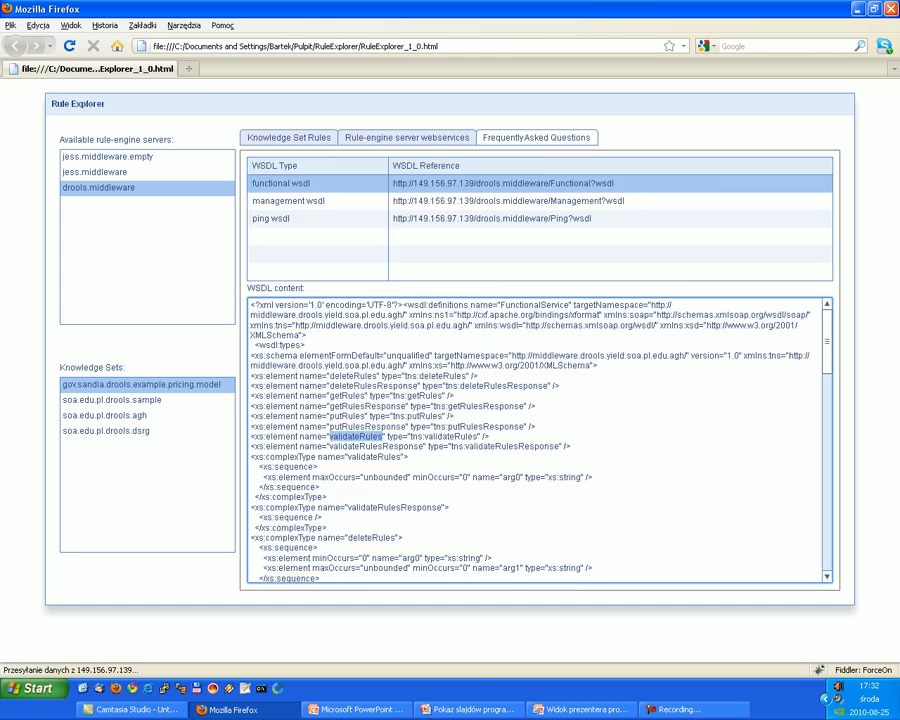 Mozilla Firefox
Plik Edycja Widok Historia Zakładki Narzędzia Pomoc
file:///C:/Documents and Settings/Bartek/Pulpit/RuleExplorer/RuleExplorer_1_0.html
Google
file:///C:/Docume...Explorer_1_0.html
Rule Explorer
Available rule-engine servers:
jess.middleware.empty
jess.middleware
drools.middleware
Knowledge Sets:
gov.sandia.drools.example.pricing.model
soa.edu.pl.drools.sample
soa.edu.pl.drools.agh
soa.edu.pl.drools.dsrg
Knowledge Set Rules Rule-engine server webservices Frequently Asked Questions
WSDL Type WSDL Reference
functional wsdl http://149.156.97.139/drools.middleware/Functional?wsdl
management wsdl http://149.156.97.139/drools.middleware/Management?wsdl
ping wsdl http://149.156.97.139/drools.middleware/Ping?wsdl
WSDL content:
<?xml version='1.0' encoding='UTF-8'?><wsdl:definitions name="FunctionalService" targetNamespace="http://
middleware.drools.yield.soa.pl.edu.agh/" xmlns:ns1="http://cxf.apache.org/bindings/xformat" xmlns:soap="http://schemas.xmlsoap.org/wsdl/soap/"
xmlns:tns="http://middleware.drools.yield.soa.pl.edu.agh/" xmlns:wsdl="http://schemas.xmlsoap.org/wsdl/" xmlns:xsd="http://www.w3.org/2001/
XMLSchema">
<wsdl:types>
<xs:schema elementFormDefault="unqualified" targetNamespace="http://middleware.drools.yield.soa.pl.edu.agh/" version="1.0" xmlns:tns="http://
middleware.drools.yield.soa.pl.edu.agh/" xmlns:xs="http://www.w3.org/2001/XMLSchema">
<xs:element name="deleteRules" type="tns:deleteRules" />
<xs:element name="deleteRulesResponse" type="tns:deleteRulesResponse" />
<xs:element name="getRules" type="tns:getRules" />
<xs:element name="getRulesResponse" type="tns:getRulesResponse" />
<xs:element name="putRules" type="tns:putRules" />
<xs:element name="putRulesResponse" type="tns:putRulesResponse" />
<xs:element name="validateRules" type="tns:validateRules" />
<xs:element name="validateRulesResponse" type="tns:validateRulesResponse" />
<xs:complexType name="validateRules">
<xs:sequence>
<xs:element maxOccurs="unbounded" minOccurs="0" name="arg0" type="xs:string" />
</xs:sequence>
</xs:complexType>
<xs:complexType name="validateRulesResponse">
<xs:sequence />
</xs:complexType>
<xs:complexType name="deleteRules">
<xs:sequence>
<xs:element minOccurs="0" name="arg0" type="xs:string" />
<xs:element maxOccurs="unbounded" minOccurs="0" name="arg1" type="xs:string" />
</xs:sequence>
Przesyłanie danych z 149.156.97.139...
Fiddler: ForceOn
Start
Camtasia Studio - Unt... Mozilla Firefox Microsoft PowerPoint ... Pokaz slajdów progra... Widok prezentera pro... Recording...
17:32
środa
2010-08-25